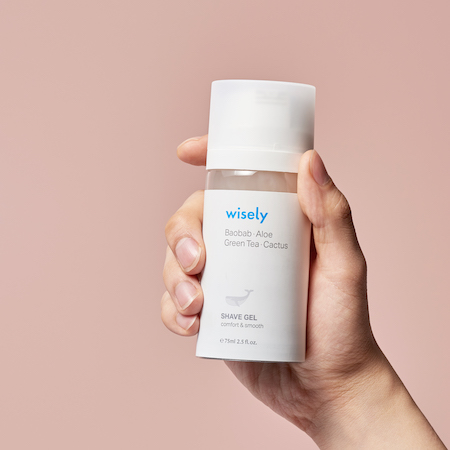 wisely
Baobab · Aloe
Green Tea · Cactus
SHAVE GEL
comfort & smooth
℮ 75ml 2.5 fl.oz.